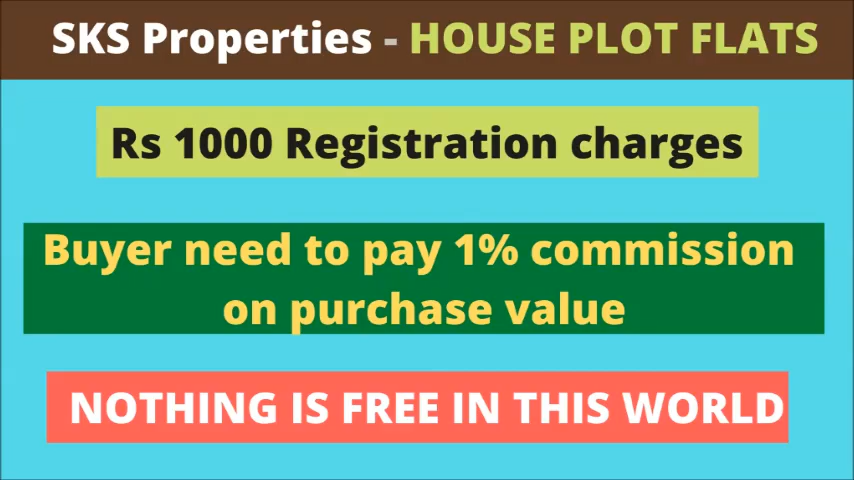 SKS Properties - HOUSE PLOT FLATS
Rs 1000 Registration charges
Buyer need to pay 1% commission
on purchase value
NOTHING IS FREE IN THIS WORLD